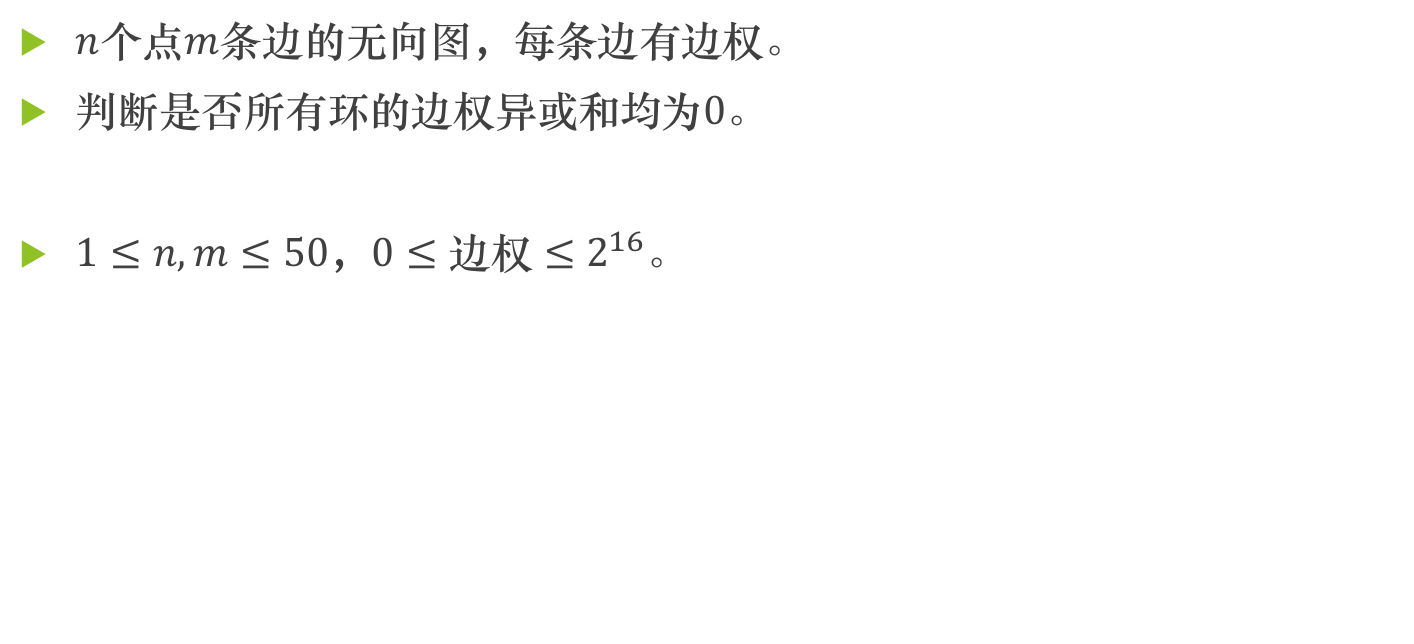 n个点m条边的无向图，每条边有边权。
判断是否所有环的边权异或和均为0。
1 ≤ n, m ≤ 50，0 ≤ 边权 ≤ 2^16。